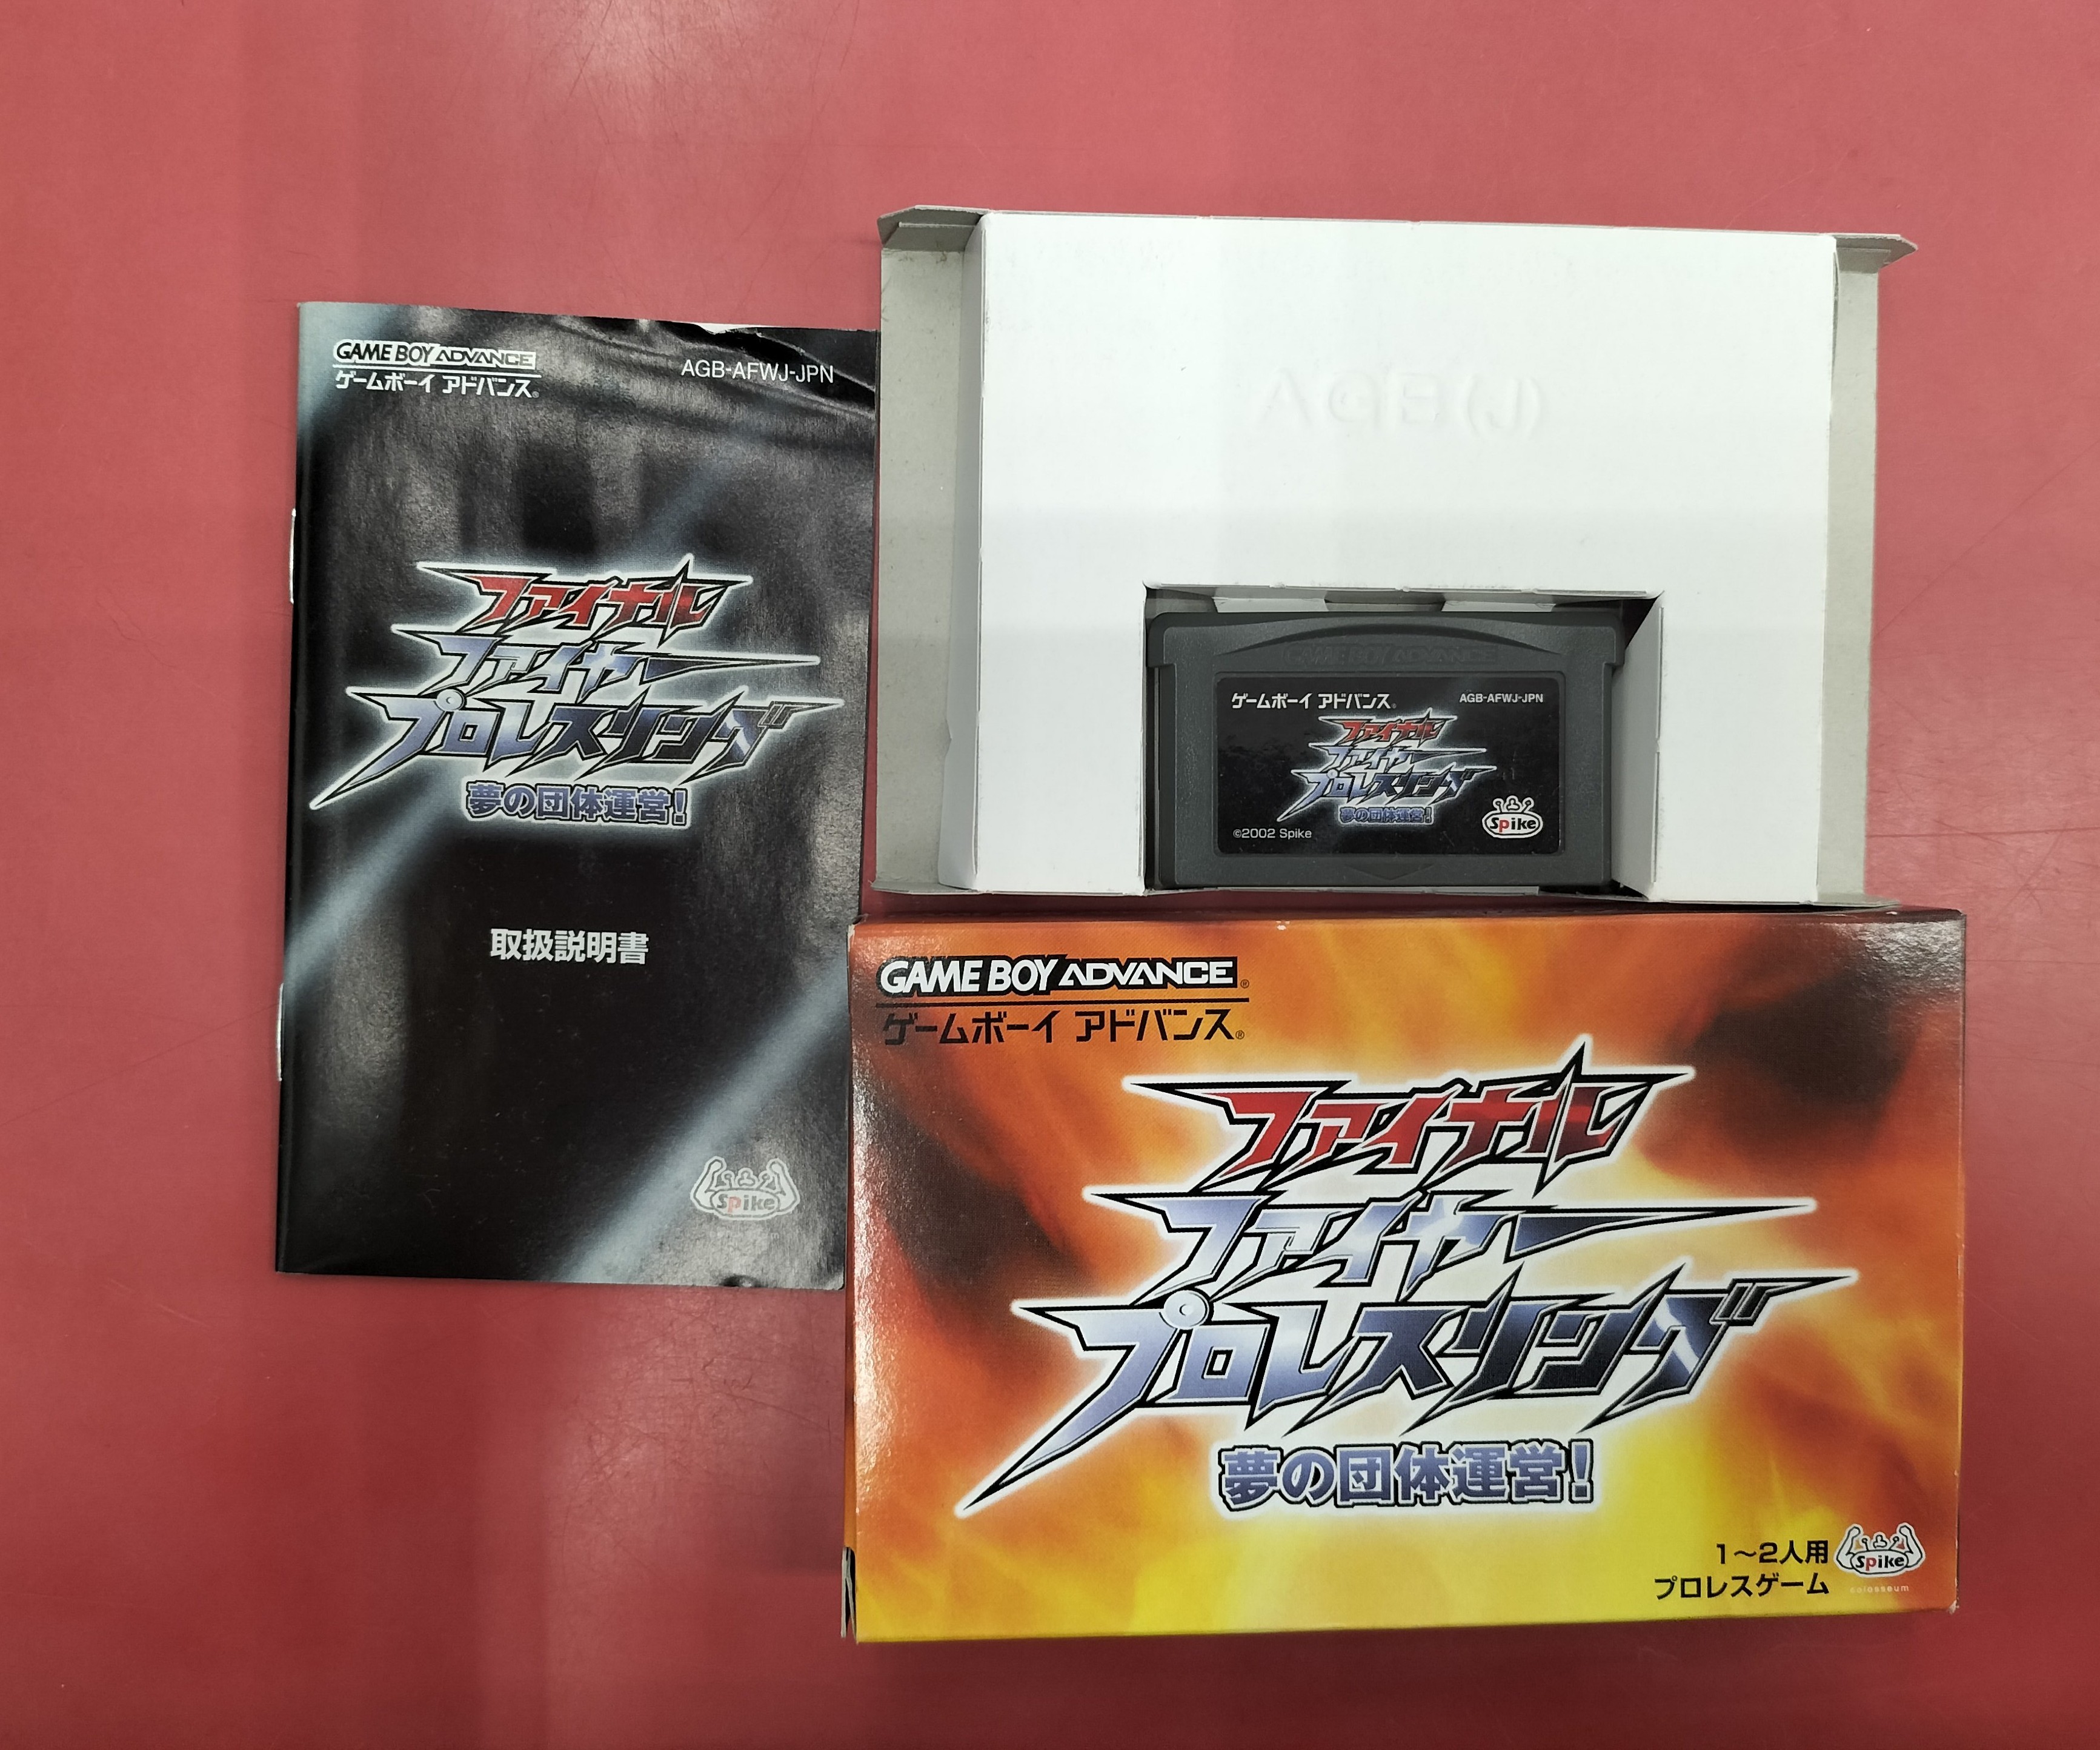 GAME BOY ADVANCE
ゲームボーイ アドバンス®
AGB-AFWJ-JPN
ファイナル
ファイヤー
プロレスリング
夢の団体運営!
取扱説明書
Spike
AGB(J)
GAME BOY ADVANCE
ゲームボーイ アドバンス®
AGB-AFWJ-JPN
ファイナル
ファイヤー
プロレスリング
夢の団体運営!
©2002 Spike
Spike
GAME BOY ADVANCE®
ゲームボーイ アドバンス®
ファイナル
ファイヤー
プロレスリング
夢の団体運営!
1〜2人用
プロレスゲーム
Spike
colosseum